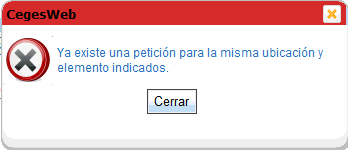 CegesWeb
Ya existe una petición para la misma ubicación y
elemento indicados.
Cerrar